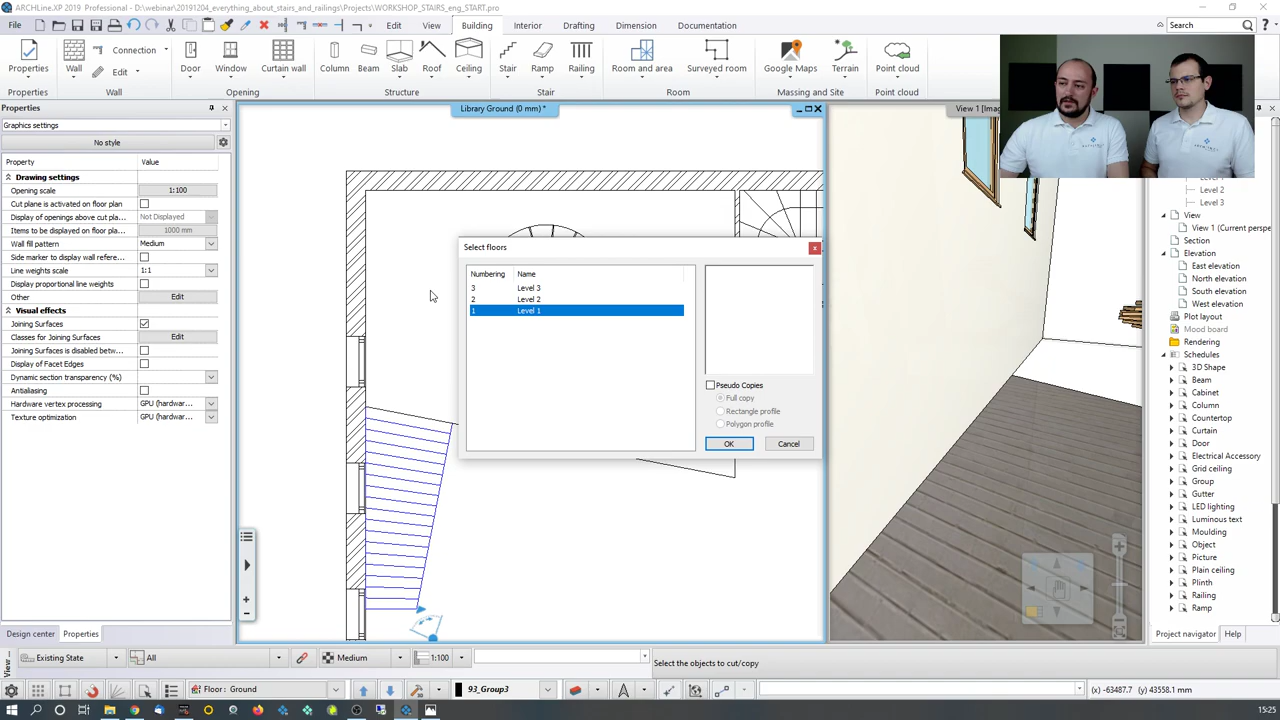 ARCHLine.XP 2019 Professional - D:\webinar\20191204_everything_about_stairs_and_railings\Projects\WORKSHOP_STAIRS_eng_START.pro
File
Edit View Building Interior Drafting Dimension Documentation
Search
Properties Wall Connection Edit Door Window Curtain wall Column Beam Slab Roof Ceiling Stair Ramp Railing Room and area Surveyed room Google Maps Terrain Point cloud
Properties Wall Opening Structure Stair Room Massing and Site Point cloud
Properties
Library Ground (0 mm) *
Graphics settings
No style
Property Value
Drawing settings
Opening scale 1:100
Cut plane is activated on floor plan
Display of openings above cut pla... Not Displayed
Items to be displayed on floor pla... 1000 mm
Wall fill pattern Medium
Side marker to display wall refere...
Line weights scale 1:1
Display proportional line weights
Other Edit
Visual effects
Joining Surfaces
Classes for Joining Surfaces Edit
Joining Surfaces is disabled betw...
Display of Facet Edges
Dynamic section transparency (%)
Antialiasing
Hardware vertex processing GPU (hardwar...
Texture optimization GPU (hardwar...
Design center Properties
Select floors
Numbering Name
3 Level 3
2 Level 2
1 Level 1
Pseudo Copies
Full copy
Rectangle profile
Polygon profile
OK Cancel
Level 2
Level 3
View
View 1 (Current perspe
Section
Elevation
East elevation
North elevation
South elevation
West elevation
Plot layout
Mood board
Rendering
Schedules
3D Shape
Beam
Cabinet
Column
Countertop
Curtain
Door
Electrical Accessory
Grid ceiling
Group
Gutter
LED lighting
Luminous text
Moulding
Object
Picture
Plain ceiling
Plinth
Railing
Ramp
Project navigator Help
View
Existing State All Medium 1:100
Select the objects to cut/copy
Floor : Ground
93_Group3
(x) -63487.7 (y) 43558.1 mm
15:25